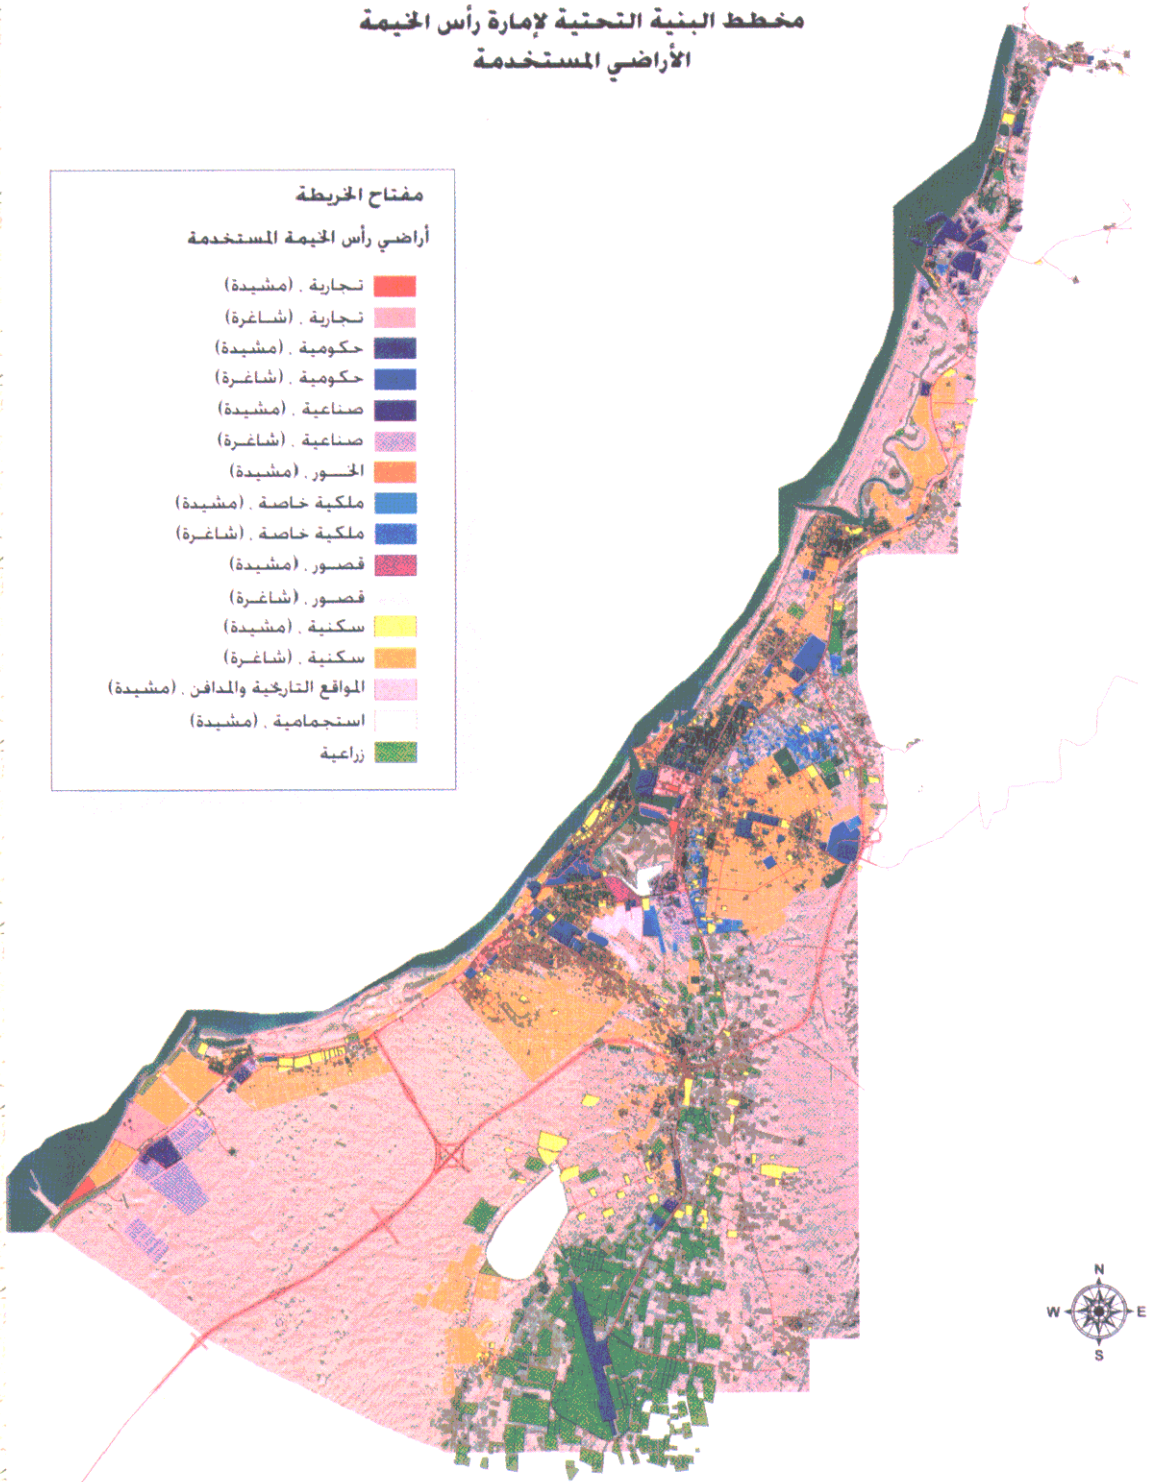 مخطط البنية التحتية لإمارة رأس الخيمة
الأراضي المستخدمة
مفتاح الخريطة
أراضي رأس الخيمة المستخدمة
تجارية . (مشيدة)
تجارية . (شاغرة)
حكومية . (مشيدة)
حكومية . (شاغرة)
صناعية . (مشيدة)
صناعية . (شاغرة)
الخور . (مشيدة)
ملكية خاصة . (مشيدة)
ملكية خاصة . (شاغرة)
قصور . (مشيدة)
قصور . (شاغرة)
سكنية . (مشيدة)
سكنية . (شاغرة)
المواقع التاريخية والمدافن . (مشيدة)
استجمامية . (مشيدة)
زراعية
N
W E
S